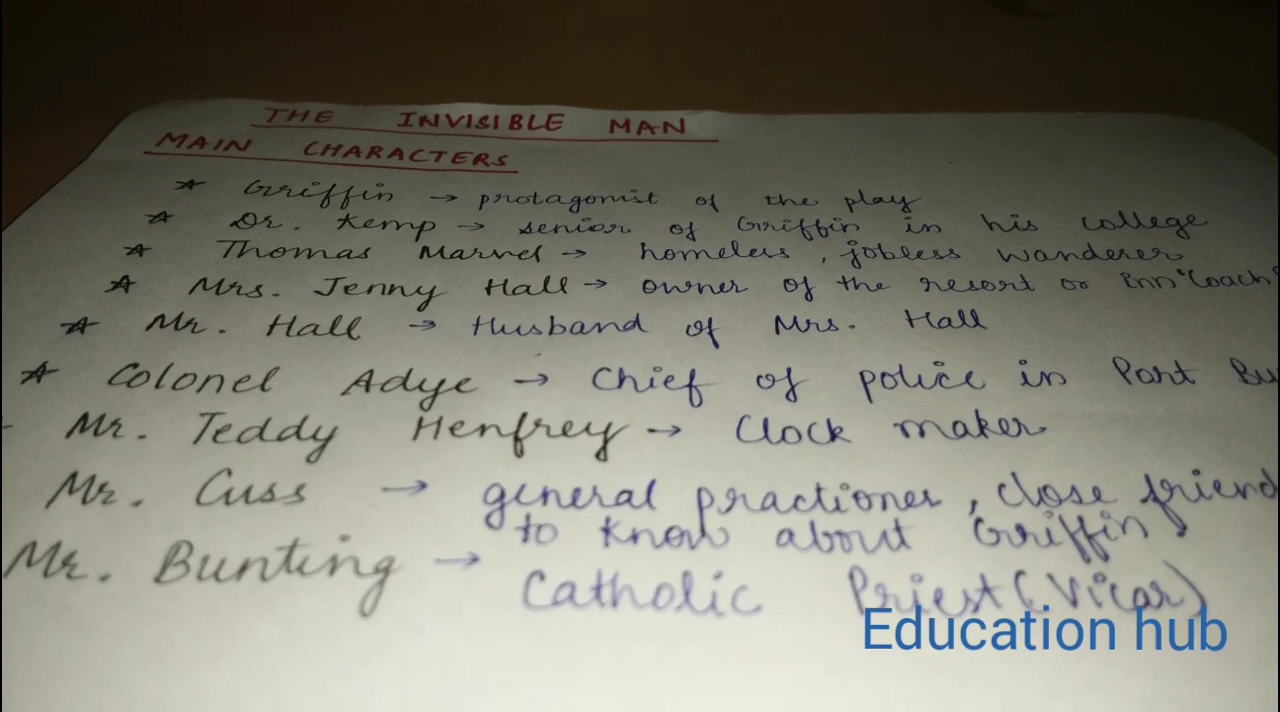 THE INVISIBLE MAN
MAIN CHARACTERS
☆ Griffin → protagonist of the play
☆ Dr. Kemp → senior of Griffin in his college
☆ Thomas Marvel → homeless, jobless wanderer
☆ Mrs. Jenny Hall → owner of the resort or Inn "Coach
☆ Mr. Hall → Husband of Mrs. Hall
☆ Colonel Adye → Chief of police in Port Bu
Mr. Teddy Henfrey → Clock maker
Mr. Cuss → general practioner, close friend
to know about Griffin
Mr. Bunting → Catholic Priest (Vicar)
Education hub